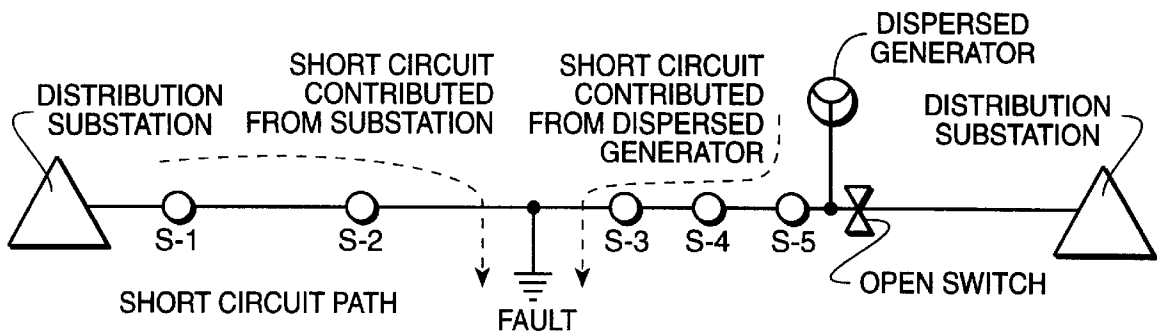 DISTRIBUTION
SUBSTATION
SHORT CIRCUIT
CONTRIBUTED
FROM SUBSTATION
SHORT CIRCUIT
CONTRIBUTED
FROM DISPERSED
GENERATOR
DISPERSED
GENERATOR
DISTRIBUTION
SUBSTATION
S-1
S-2
S-3
S-4
S-5
SHORT CIRCUIT PATH
FAULT
OPEN SWITCH